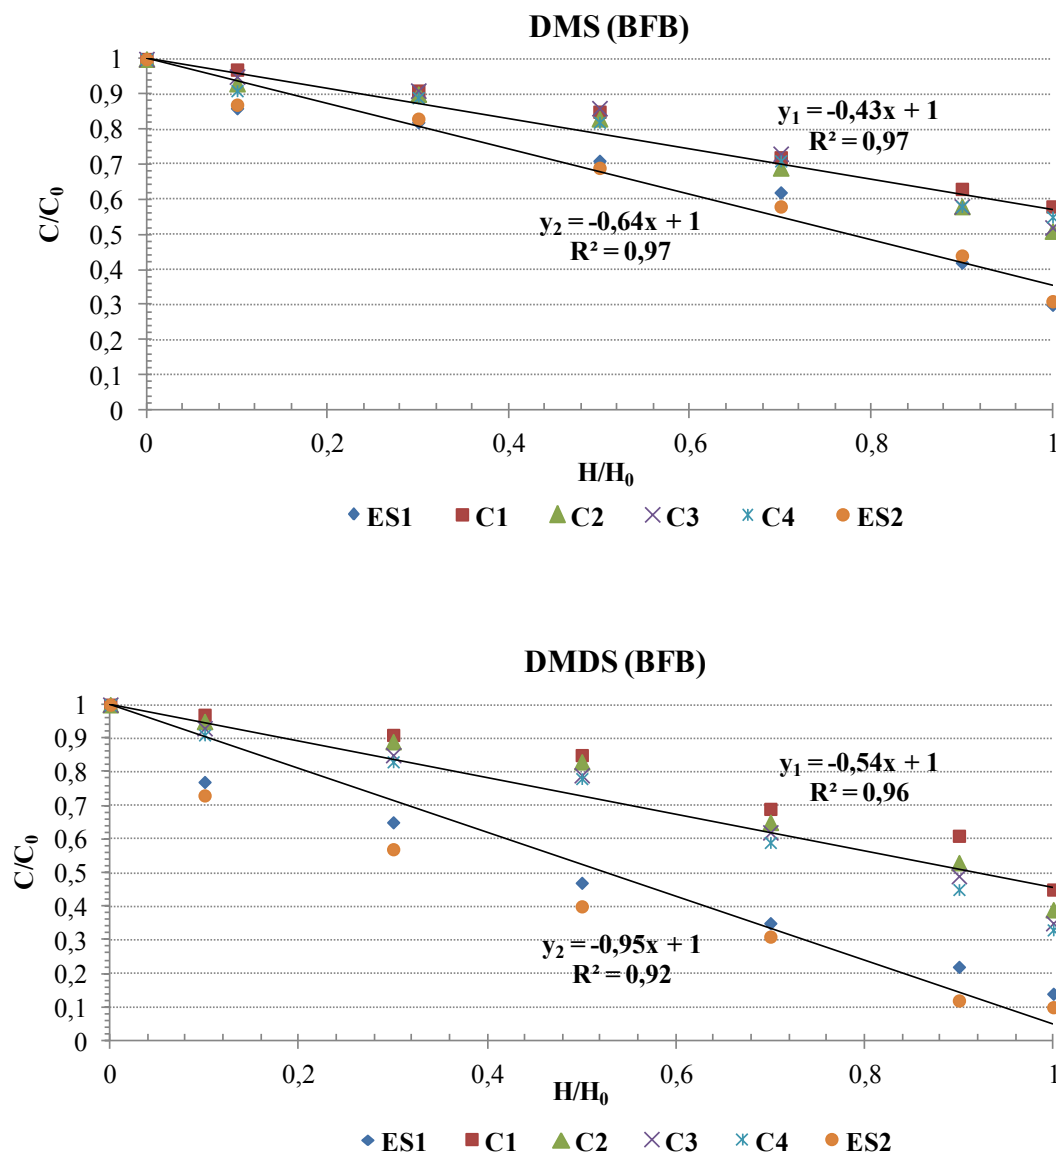 DMS (BFB)
1
0,9
0,8
0,7
0,6
0,5
0,4
0,3
0,2
0,1
0
C/C₀
y₁ = -0,43x + 1
R² = 0,97
y₂ = -0,64x + 1
R² = 0,97
0 0,2 0,4 0,6 0,8 1
H/H₀
ES1 C1 C2 C3 C4 ES2
DMDS (BFB)
1
0,9
0,8
0,7
0,6
0,5
0,4
0,3
0,2
0,1
0
C/C₀
y₁ = -0,54x + 1
R² = 0,96
y₂ = -0,95x + 1
R² = 0,92
0 0,2 0,4 0,6 0,8 1
H/H₀
ES1 C1 C2 C3 C4 ES2